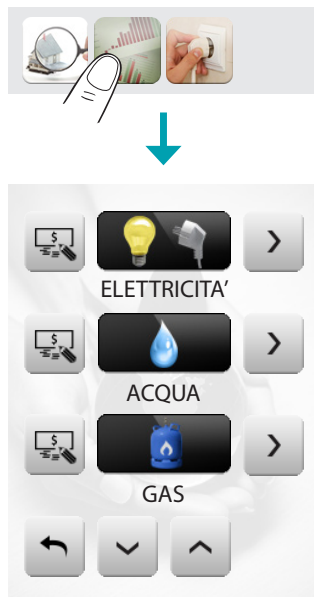 $
ELETTRICITA’
$
ACQUA
$
GAS